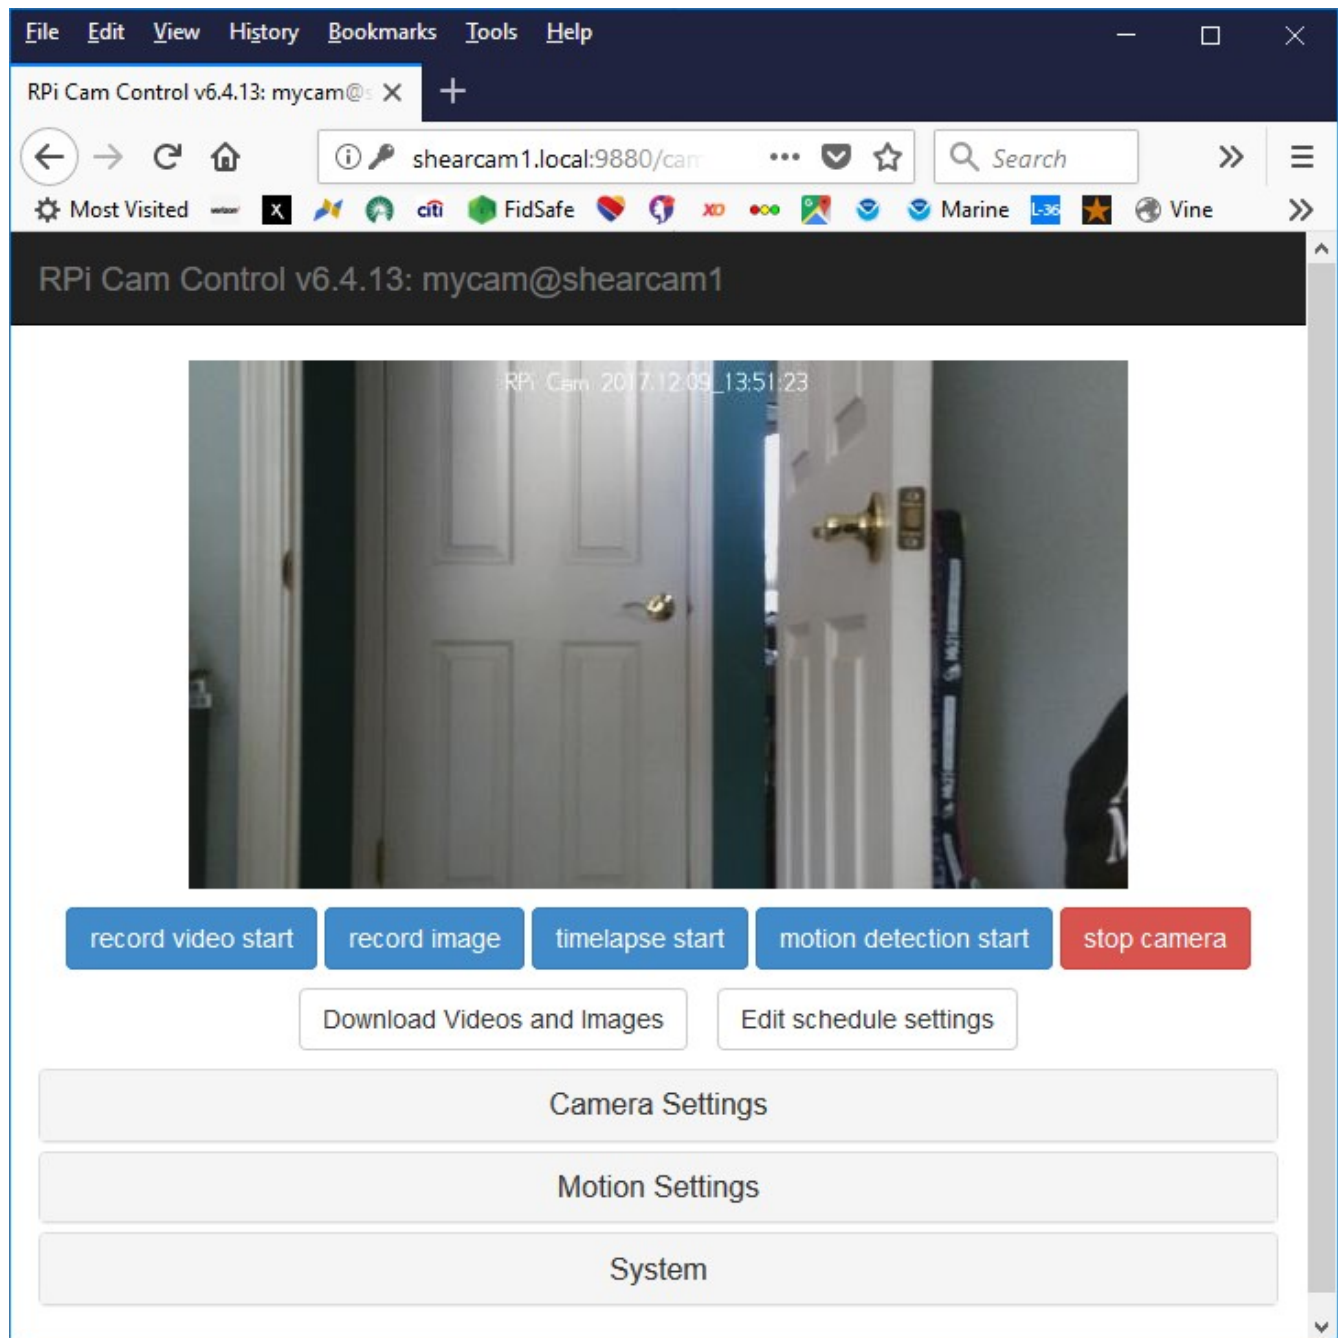 File Edit View History Bookmarks Tools Help
RPi Cam Control v6.4.13: mycam@s
shearcam1.local:9880/cam
Search
Most Visited citi FidSafe XO Marine L-36 Vine
RPi Cam Control v6.4.13: mycam@shearcam1
RPi Cam 2017.12.09_13:51:23
record video start record image timelapse start motion detection start stop camera
Download Videos and Images Edit schedule settings
Camera Settings
Motion Settings
System